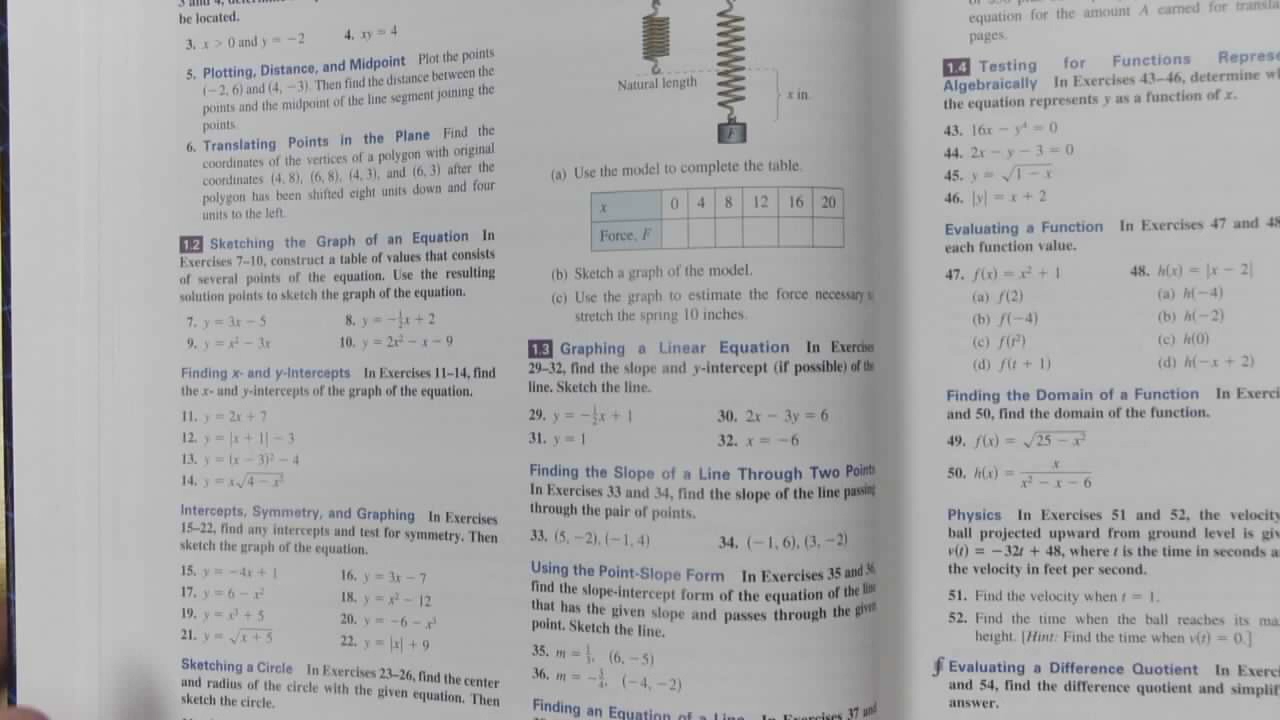 be located.
3. x > 0 and y = −2
4. xy = 4
5. Plotting, Distance, and Midpoint Plot the points
(−2, 6) and (4, −3). Then find the distance between the
points and the midpoint of the line segment joining the
points.
6. Translating Points in the Plane Find the
coordinates of the vertices of a polygon with original
coordinates (4, 8), (6, 8), (4, 3), and (6, 3) after the
polygon has been shifted eight units down and four
units to the left.
1.2 Sketching the Graph of an Equation In
Exercises 7–10, construct a table of values that consists
of several points of the equation. Use the resulting
solution points to sketch the graph of the equation.
7. y = 3x − 5
8. y = −½x + 2
9. y = x² − 3x
10. y = 2x² − x − 9
Finding x- and y-Intercepts In Exercises 11–14, find
the x- and y-intercepts of the graph of the equation.
11. y = 2x + 7
12. y = |x + 1| − 3
13. y = (x − 3)² − 4
14. y = x√4 − x²
Intercepts, Symmetry, and Graphing In Exercises
15–22, find any intercepts and test for symmetry. Then
sketch the graph of the equation.
15. y = −4x + 1
16. y = 3x − 7
17. y = 6 − x²
18. y = x² − 12
19. y = x³ + 5
20. y = −6 − x³
21. y = √x + 5
22. y = |x| + 9
Sketching a Circle In Exercises 23–26, find the center
and radius of the circle with the given equation. Then
sketch the circle.
Natural length
x in.
F
(a) Use the model to complete the table.
x 0 4 8 12 16 20
Force, F
(b) Sketch a graph of the model.
(c) Use the graph to estimate the force necessary
stretch the spring 10 inches.
1.3 Graphing a Linear Equation In Exercises
29–32, find the slope and y-intercept (if possible) of the
line. Sketch the line.
29. y = −½x + 1
30. 2x − 3y = 6
31. y = 1
32. x = −6
Finding the Slope of a Line Through Two Points
In Exercises 33 and 34, find the slope of the line passing
through the pair of points.
33. (5, −2), (−1, 4)
34. (−1, 6), (3, −2)
Using the Point-Slope Form In Exercises 35 and 36
find the slope-intercept form of the equation of the line
that has the given slope and passes through the given
point. Sketch the line.
35. m = ⅓, (6, −5)
36. m = −¾, (−4, −2)
Finding an Equation of a Line In Exercises 37 and
equation for the amount A earned for
pages.
1.4 Testing for Functions
Algebraically In Exercises 43–46, determine
the equation represents y as a function of x.
43. 16x − y⁴ = 0
44. 2x − y − 3 = 0
45. y = √1 − x
46. |y| = x + 2
Evaluating a Function In Exercises 47 and 48
each function value.
47. f(x) = x² + 1
48. h(x) = |x − 2|
(a) f(2)
(a) h(−4)
(b) f(−4)
(b) h(−2)
(c) f(t²)
(c) h(0)
(d) f(t + 1)
(d) h(−x + 2)
Finding the Domain of a Function In
and 50, find the domain of the function.
49. f(x) = √25 − x²
50. h(x) = x / x² − x − 6
Physics In Exercises 51 and 52, the velocity
ball projected upward from ground level is
v(t) = −32t + 48, where t is the time in seconds
the velocity in feet per second.
51. Find the velocity when t = 1.
52. Find the time when the ball reaches its
height. [Hint: Find the time when v(t) = 0.]
∮ Evaluating a Difference Quotient In
and 54, find the difference quotient and
answer.